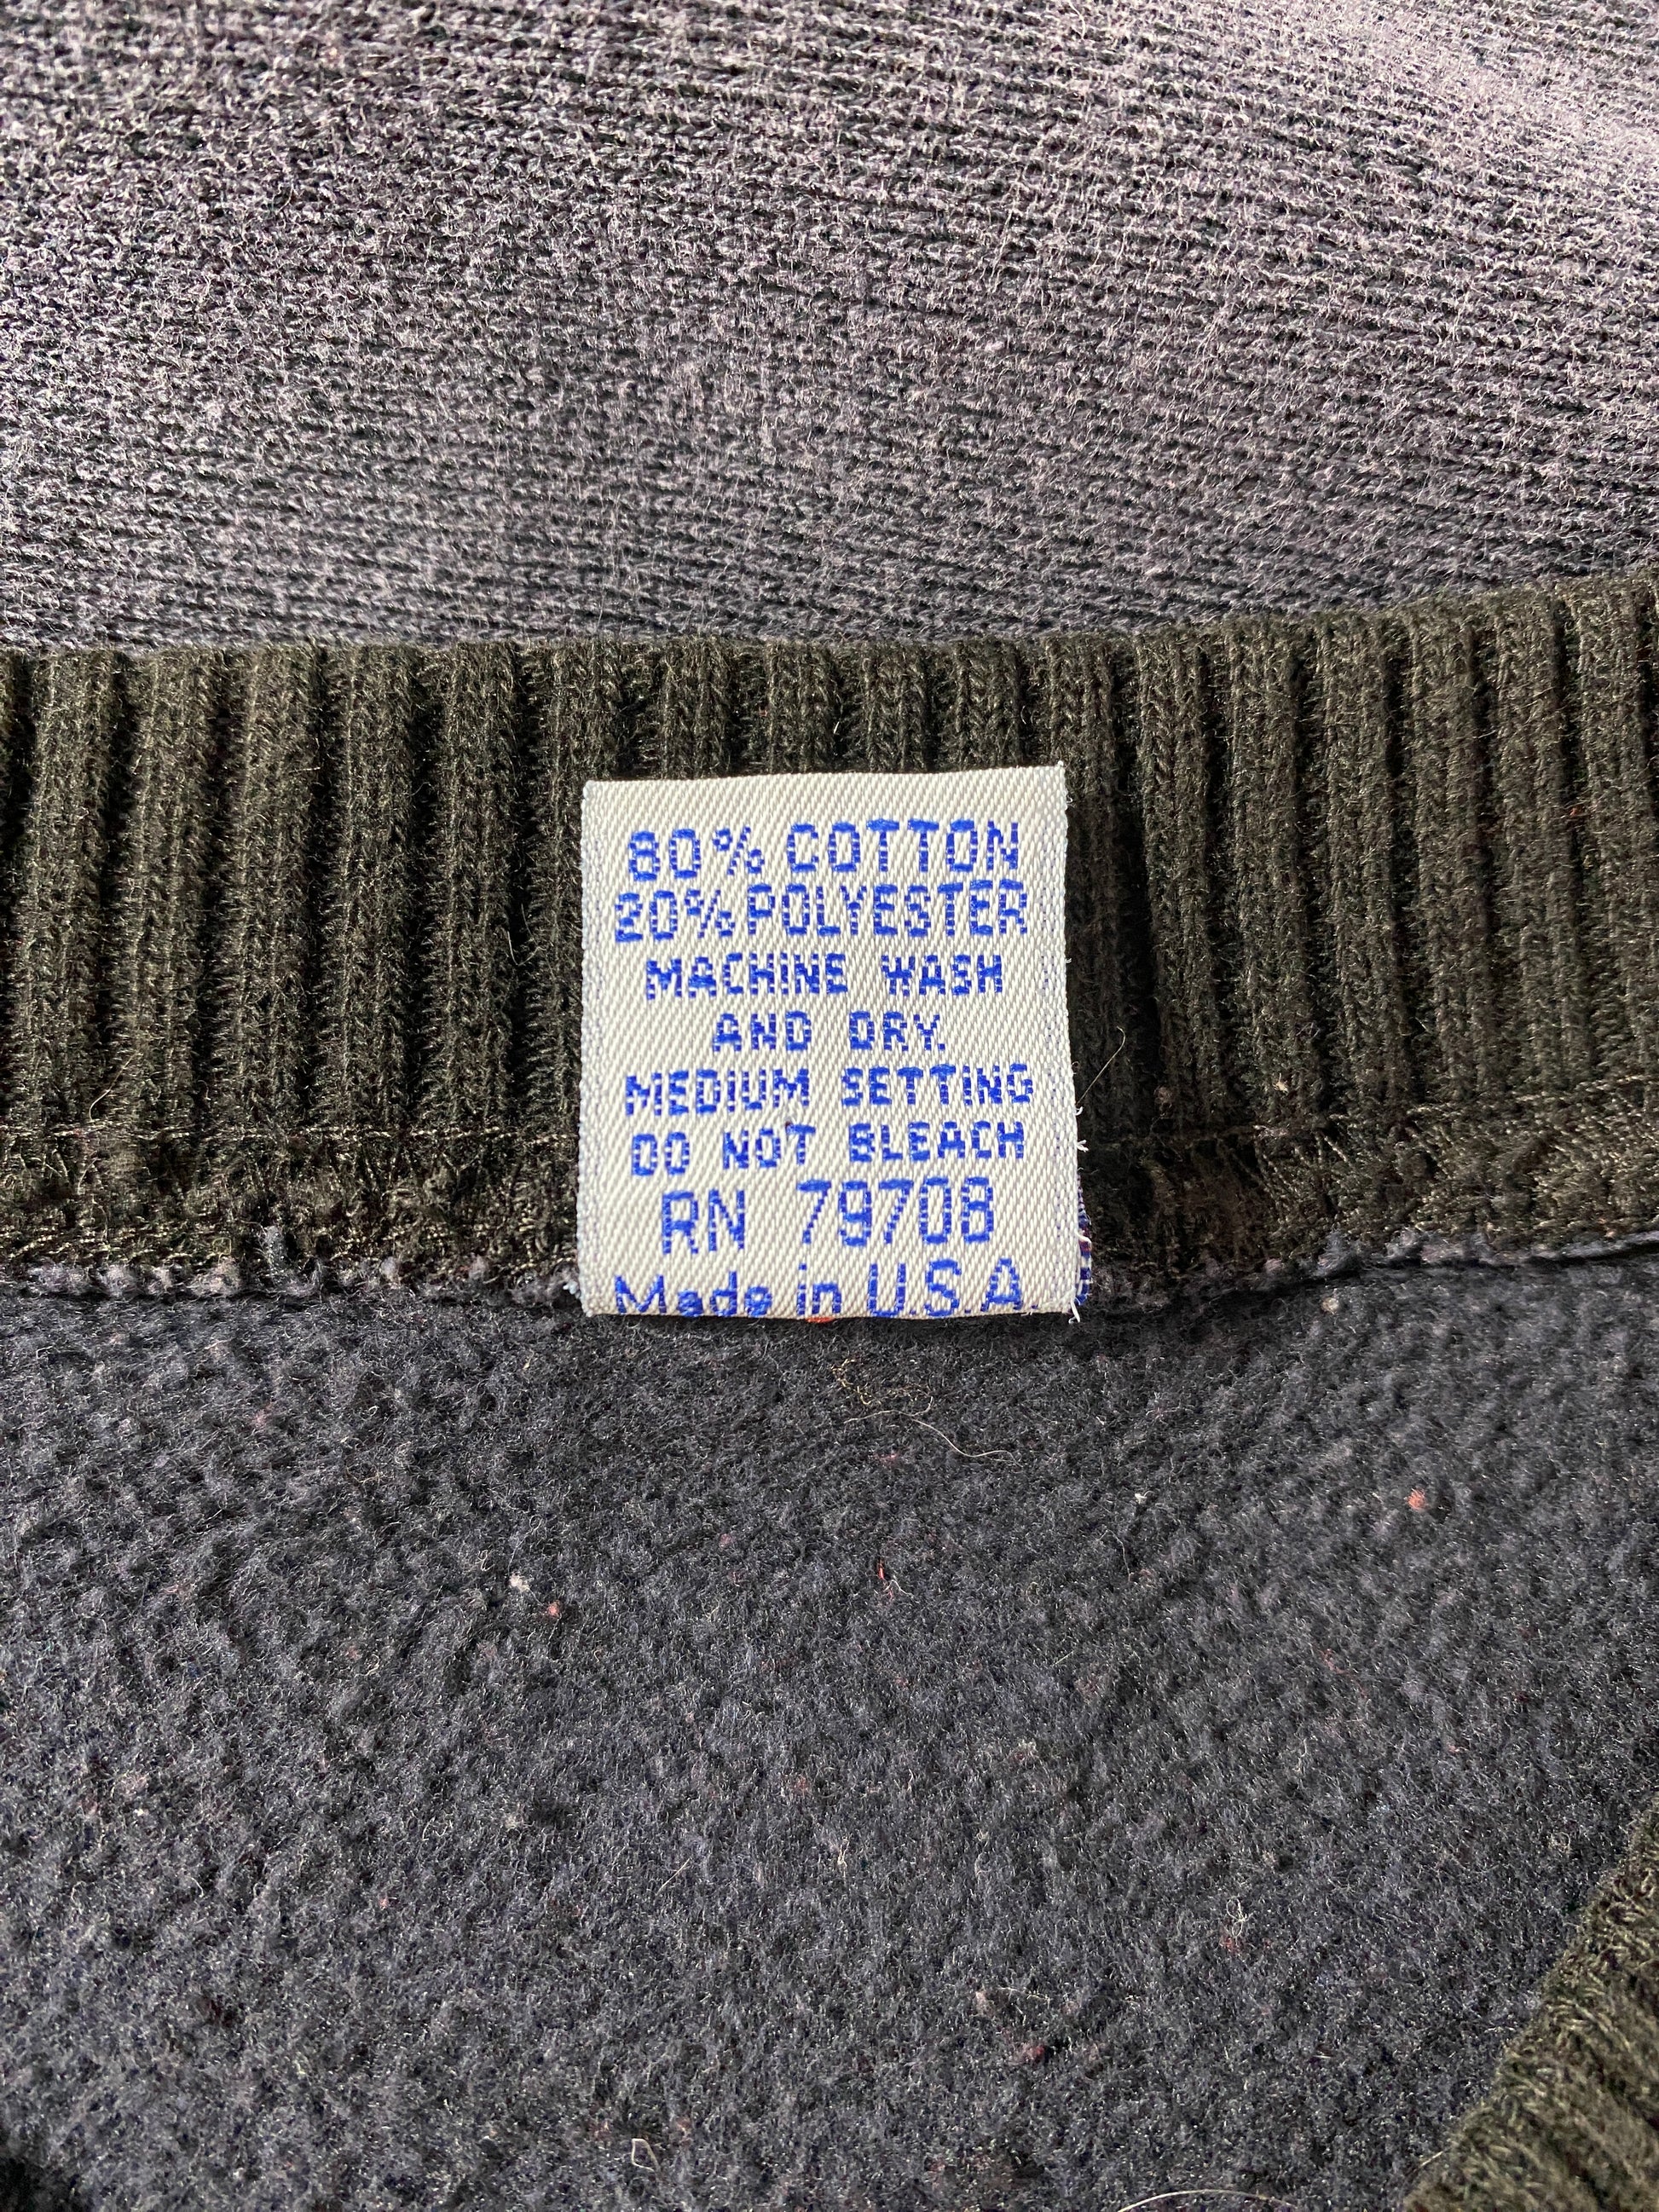 80% COTTON
20% POLYESTER
MACHINE WASH
AND DRY.
MEDIUM SETTING
DO NOT BLEACH
RN 79708
Made in U.S.A.